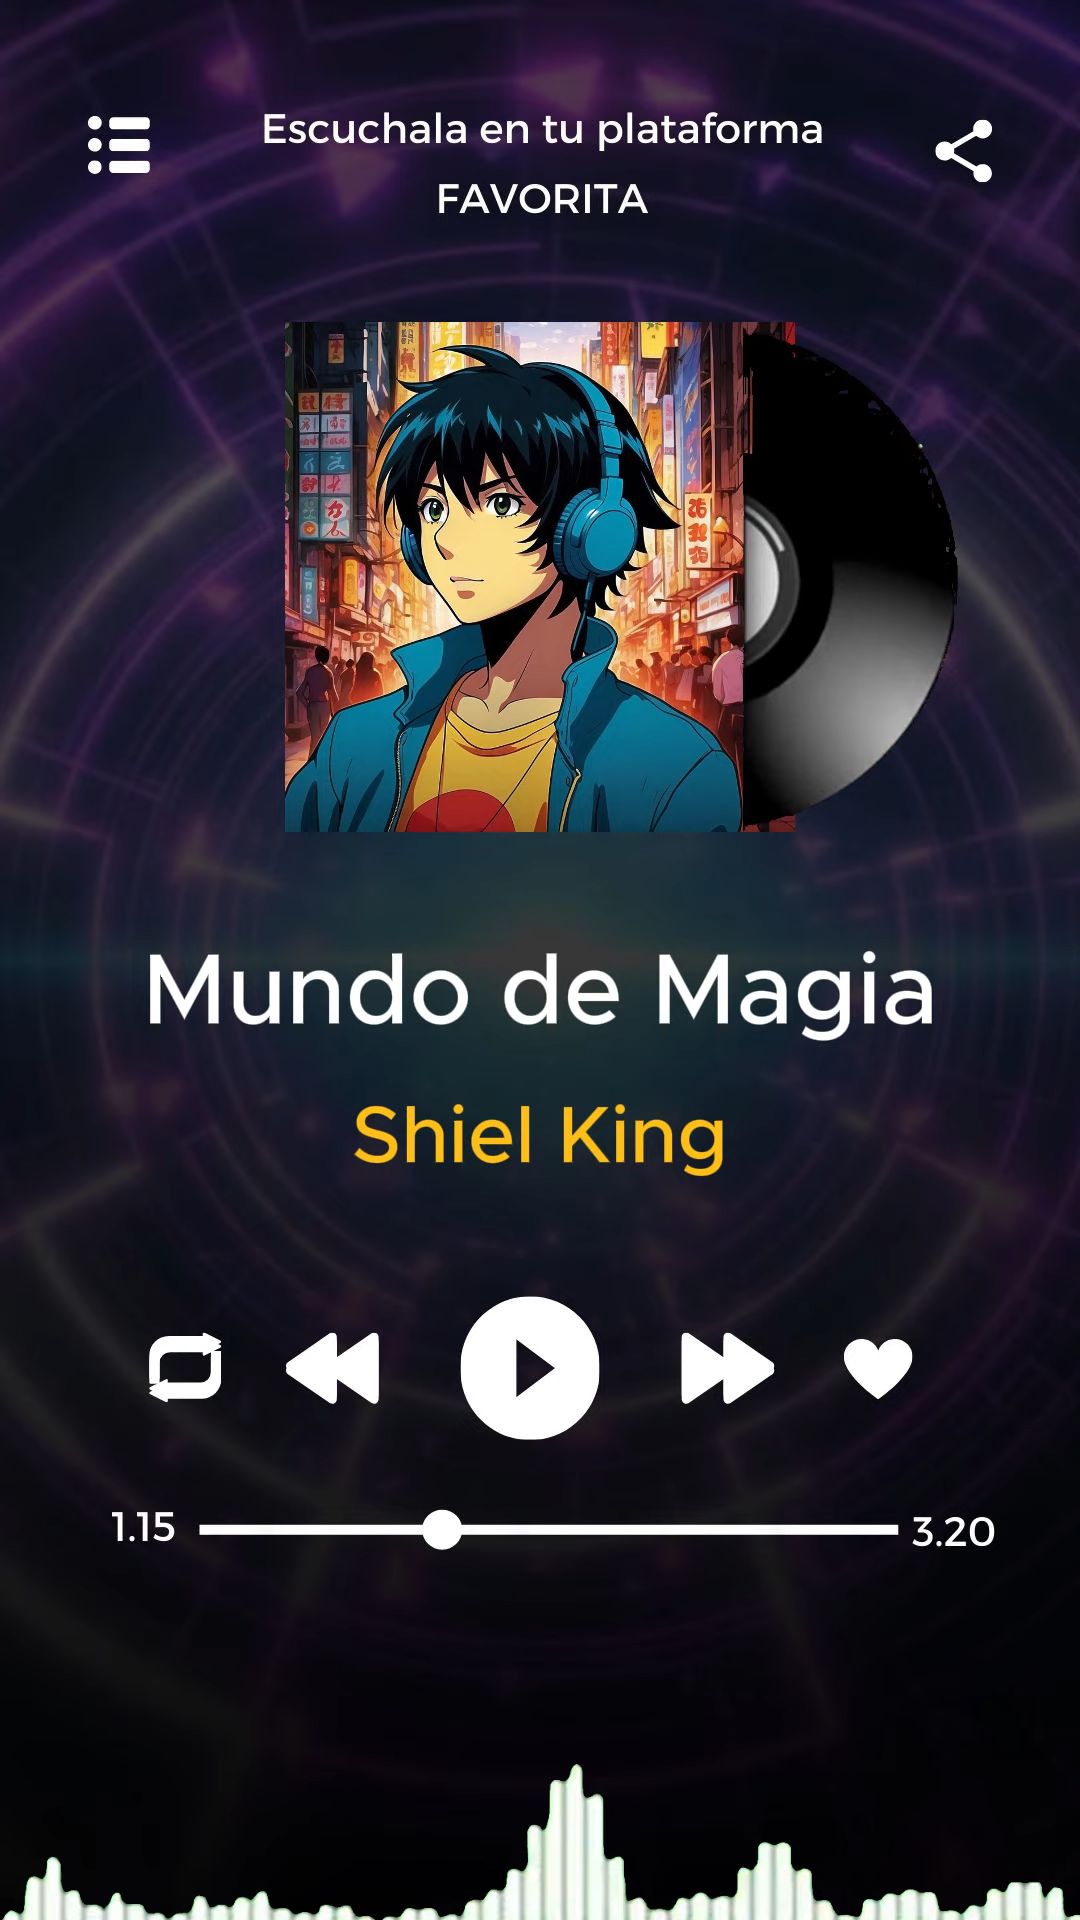 Escuchala en tu plataforma
FAVORITA
Mundo de Magia
Shiel King
1.15
3.20